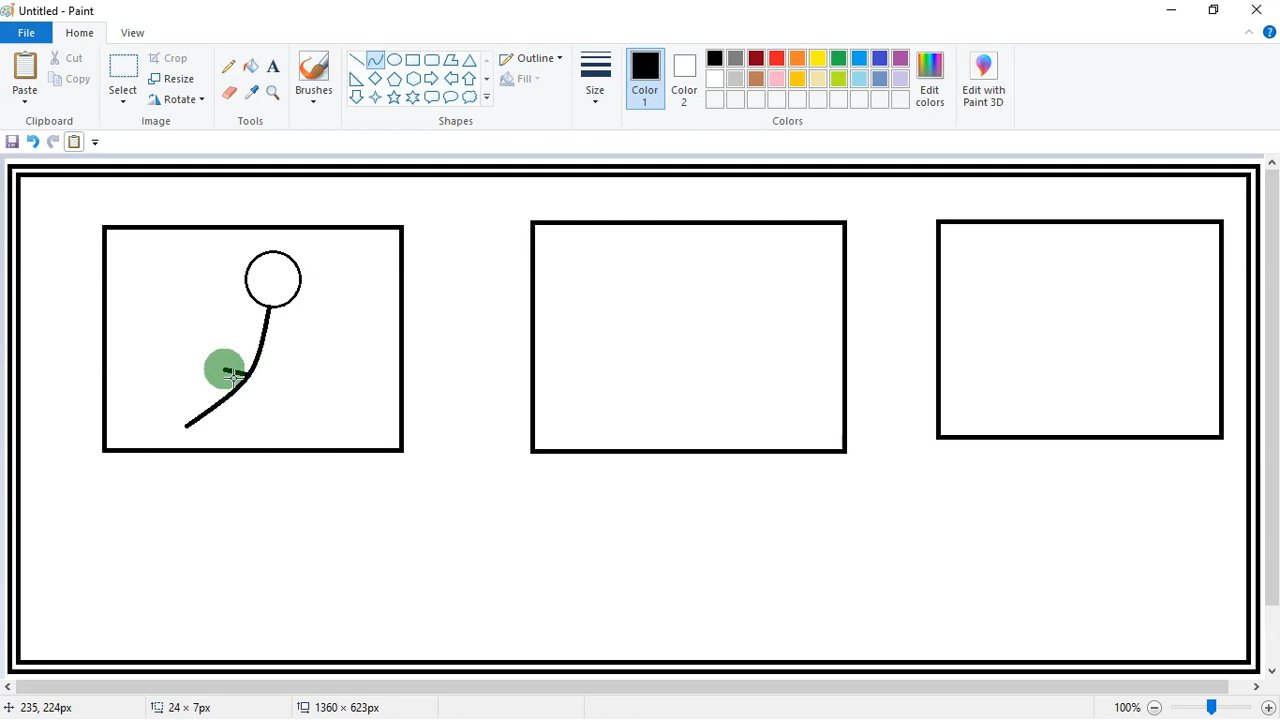 Untitled - Paint
File Home View
Paste
Cut
Copy
Clipboard
Select
Crop
Resize
Rotate
Image
A
Tools
Brushes
Outline
Fill
Shapes
Size
Color 1
Color 2
Edit colors
Colors
Edit with Paint 3D
235, 224px 24 × 7px 1360 × 623px 100%